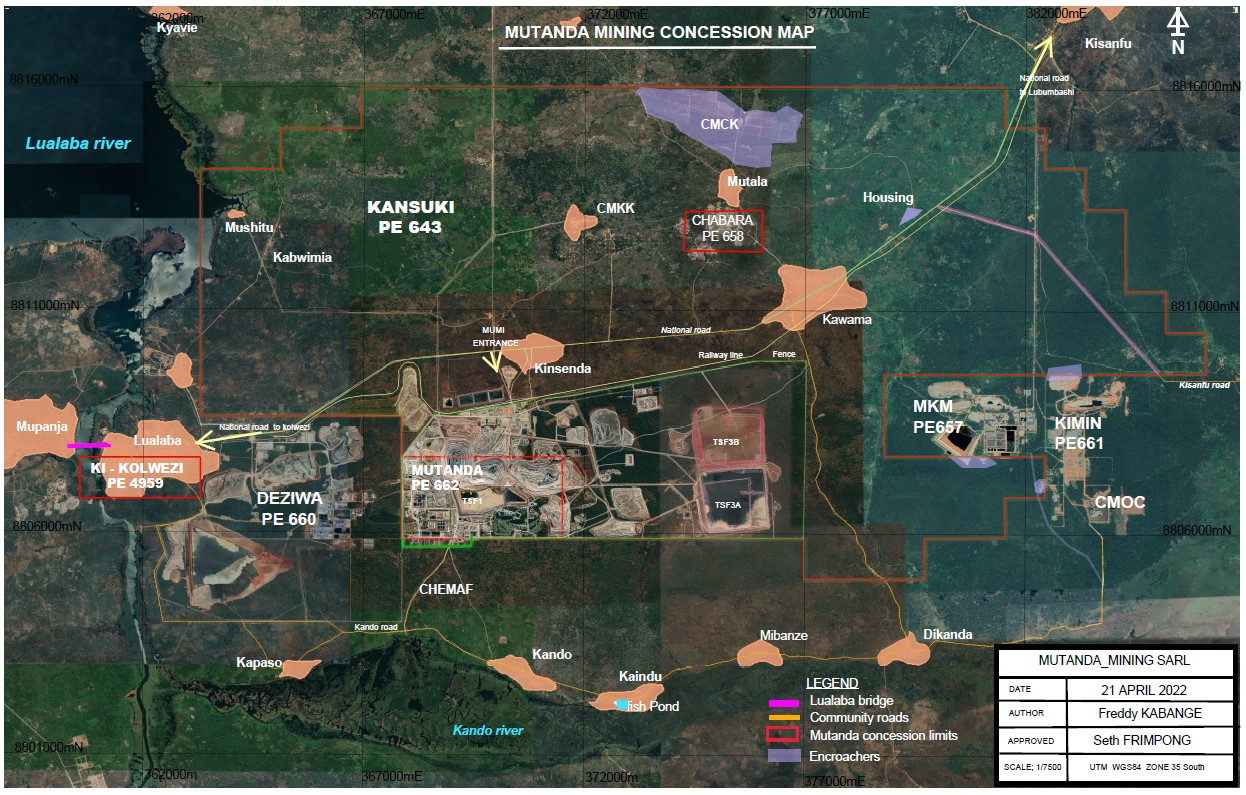 362000m
367000mE
372000mE
377000mE
382000mE
MUTANDA MINING CONCESSION MAP
N
Kyavie
Kisanfu
8816000mN
National road
to Lubumbashi
8816000mN
CMCK
Lualaba river
Mutala
Housing
KANSUKI
PE 643
CMKK
CHABARA
PE 658
Mushitu
Kabwimia
8811000mN
8811000mN
Kawama
MUMI
ENTRANCE
National road
Railway line
Fence
Kinsenda
Kisanfu road
MKM
PE657
KIMIN
PE661
Mupanja
Lualaba
National road to kolwezi
TSF3B
KI - KOLWEZI
PE 4959
MUTANDA
PE 662
TSF1
DEZIWA
PE 660
TSF3A
CMOC
8806000mN
8806000mN
CHEMAF
Kando road
Mibanze
Dikanda
Kapaso
Kando
Kaindu
Fish Pond
Kando river
8801000mN
362000m
367000mE
372000m
377000mE
LEGEND
Lualaba bridge
Community roads
Mutanda concession limits
Encroachers
MUTANDA_MINING SARL
DATE 21 APRIL 2022
AUTHOR Freddy KABANGE
APPROVED Seth FRIMPONG
SCALE; 1/7500 UTM WGS84 ZONE 35 South